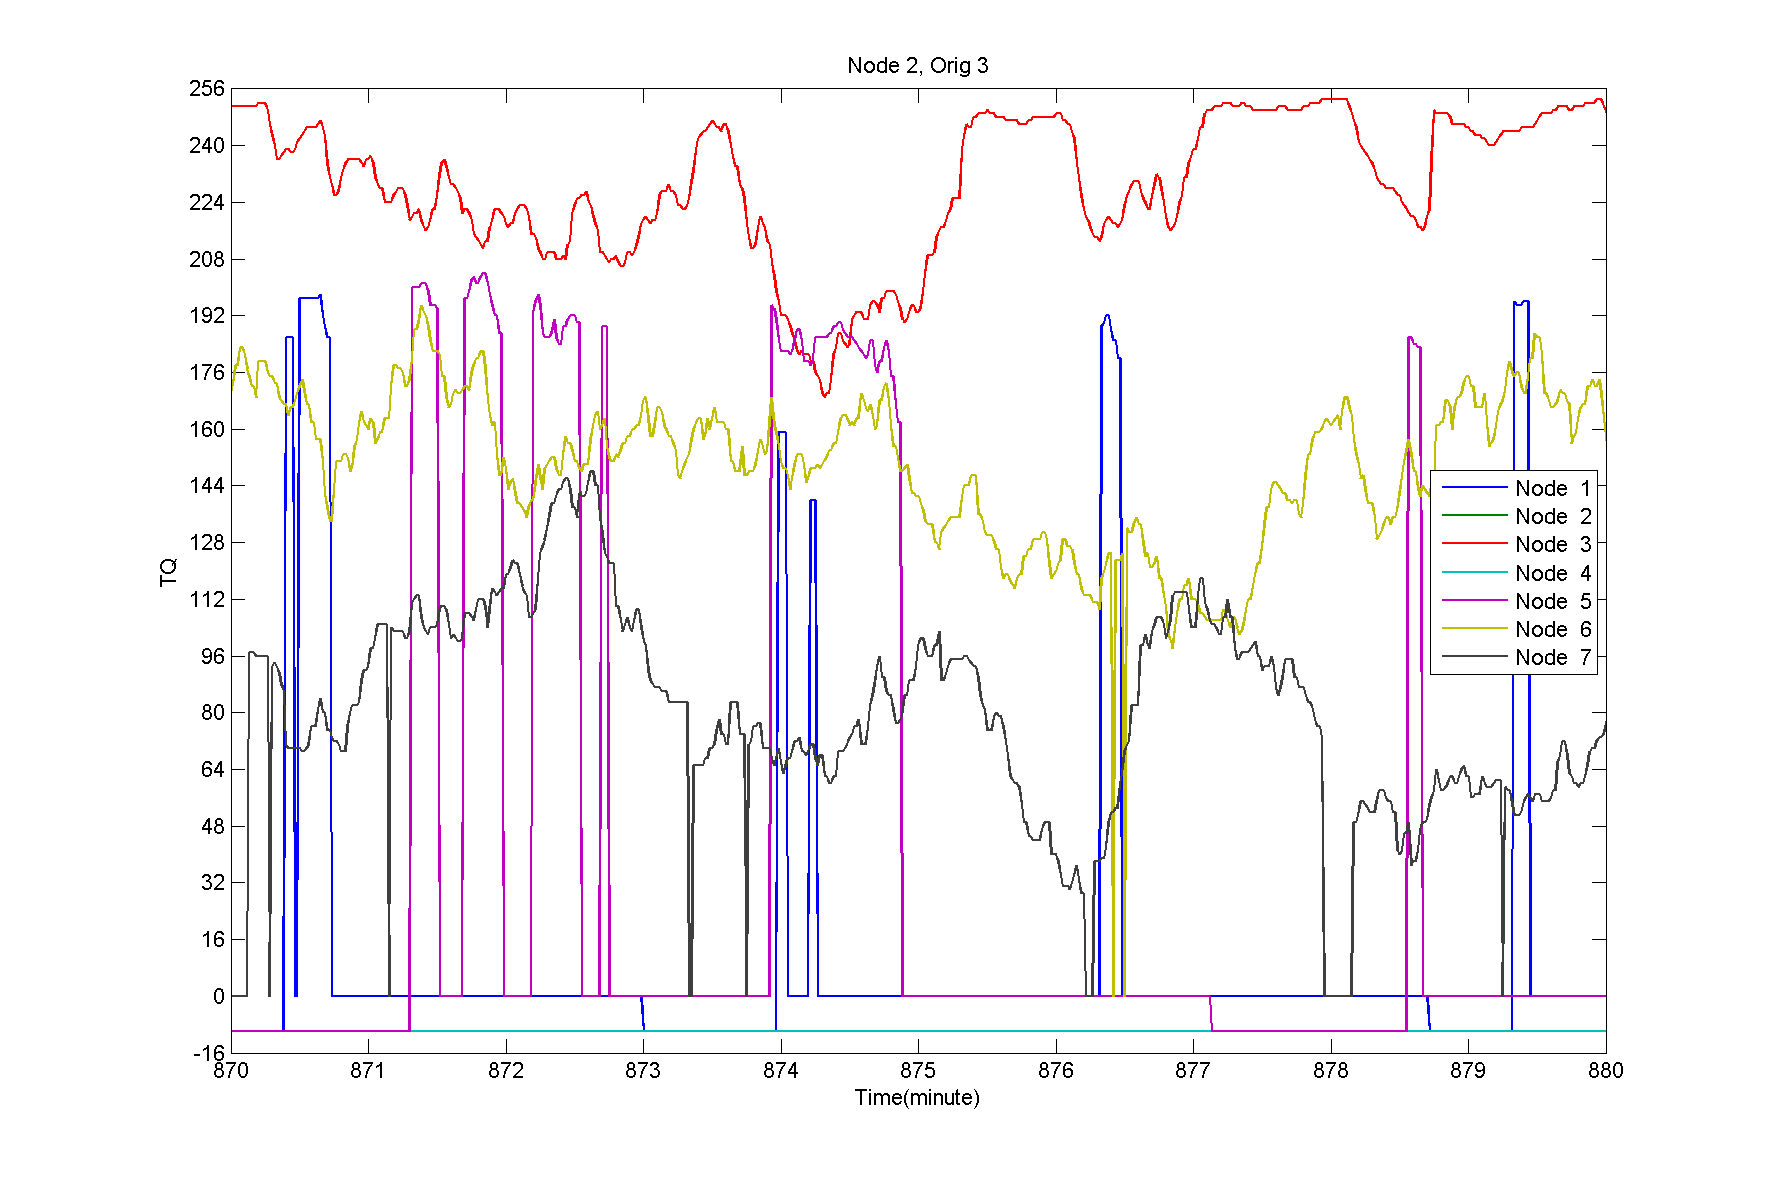 Node 2, Orig 3
256
240
224
208
192
176
160
144
128
112
96
80
64
48
32
16
0
-16
TQ
Node 1
Node 2
Node 3
Node 4
Node 5
Node 6
Node 7
870 871 872 873 874 875 876 877 878 879 880
Time(minute)